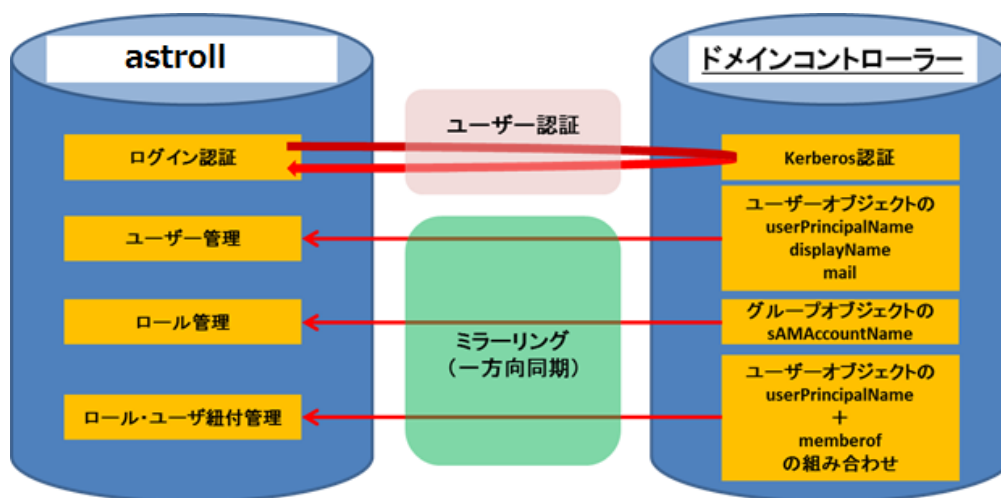 astroll
ドメインコントローラー
ユーザー認証
ログイン認証
Kerberos認証
ユーザー管理
ユーザーオブジェクトの
userPrincipalName
displayName
mail
ロール管理
グループオブジェクトの
sAMAccountName
ミラーリング
（一方向同期）
ロール・ユーザ紐付管理
ユーザーオブジェクトの
userPrincipalName
＋
memberof
の組み合わせ